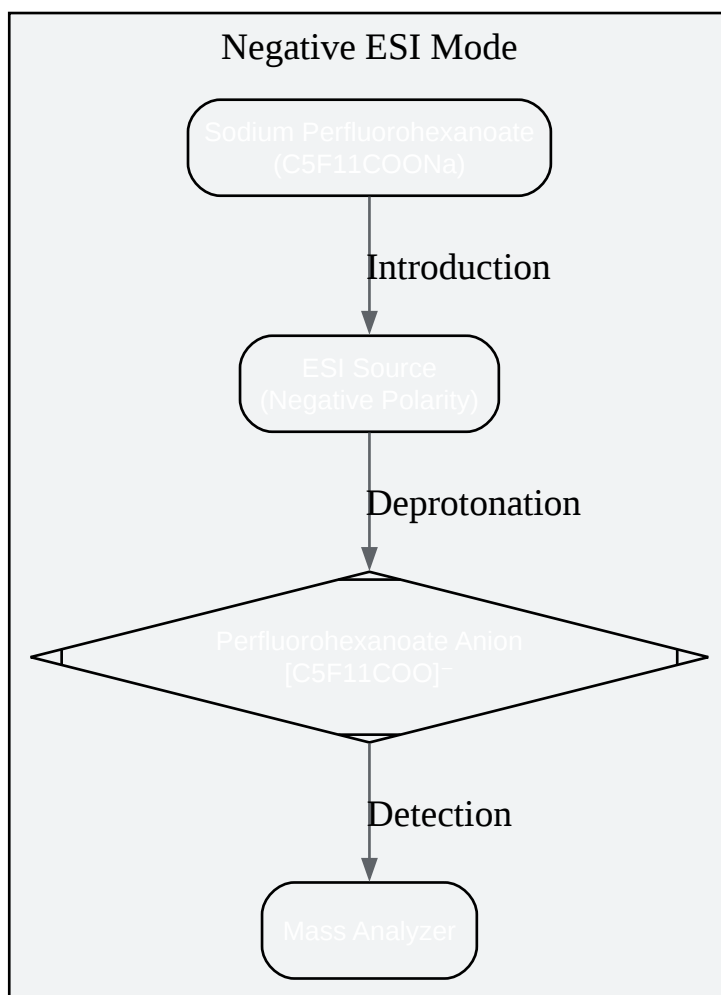 Negative ESI Mode
Sodium Perfluorohexanoate
(C5F11COONa)
Introduction
ESI Source
(Negative Polarity)
Deprotonation
Perfluorohexanoate Anion
[C5F11COO]⁻
Detection
Mass Analyzer